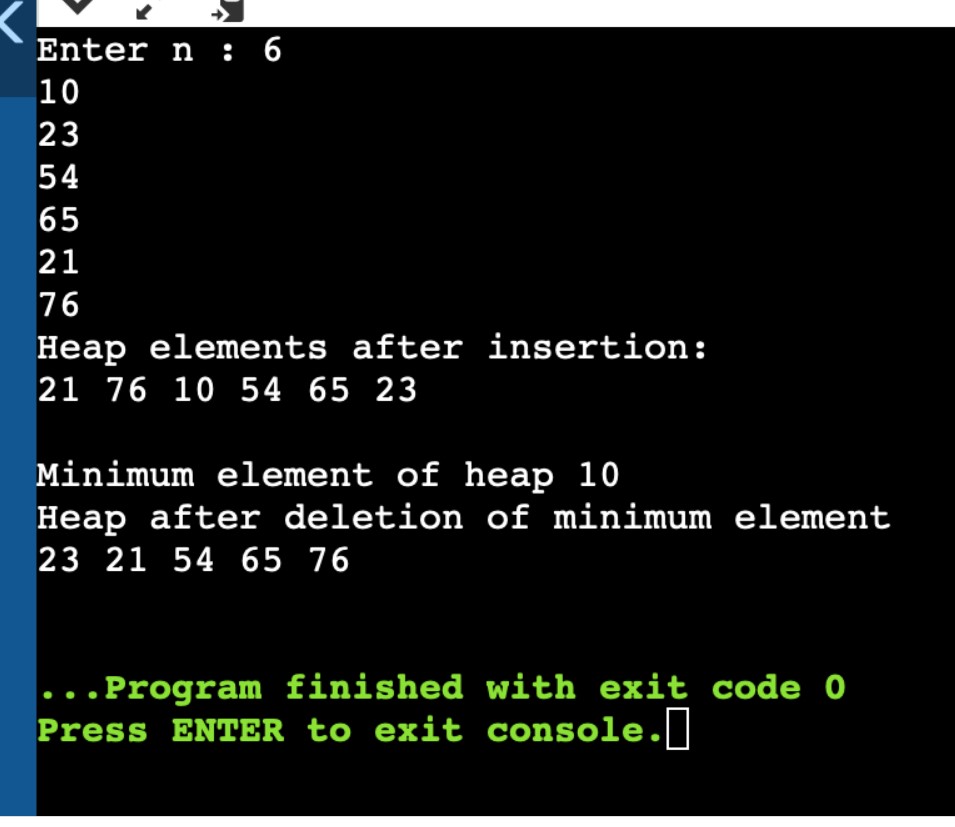 Enter n : 6
10
23
54
65
21
76
Heap elements after insertion:
21 76 10 54 65 23
Minimum element of heap 10
Heap after deletion of minimum element
23 21 54 65 76
...Program finished with exit code 0
Press ENTER to exit console.